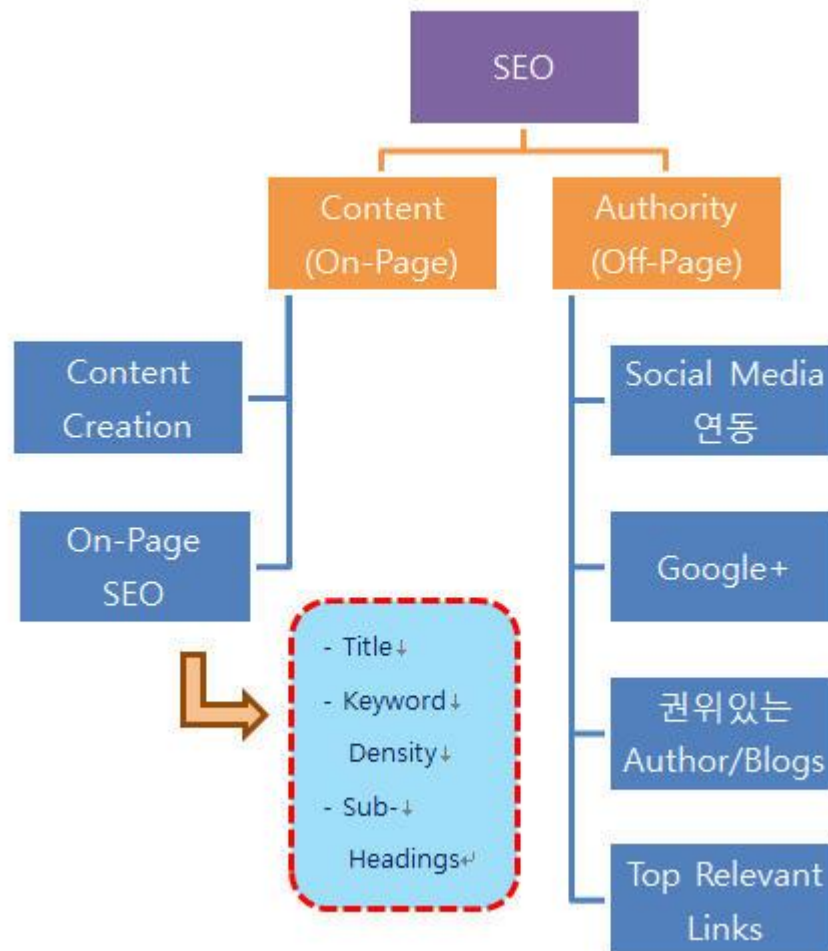 SEO
Content
(On-Page)
Authority
(Off-Page)
Content
Creation
On-Page
SEO
- Title↓
- Keyword↓
Density↓
- Sub-↓
Headings↵
Social Media
연동
Google+
권위있는
Author/Blogs
Top Relevant
Links